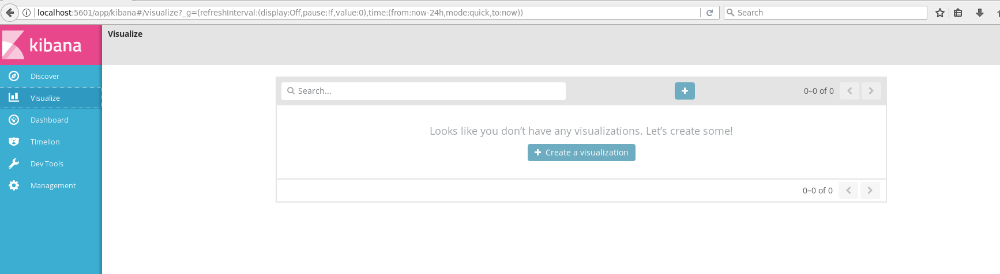 localhost:5601/app/kibana#/visualize?_g=(refreshInterval:(display:Off,pause:!f,value:0),time:(from:now-24h,mode:quick,to:now))
Search
kibana
Visualize
Discover
Visualize
Dashboard
Timelion
Dev Tools
Management
Search...
0–0 of 0
Looks like you don’t have any visualizations. Let’s create some!
Create a visualization
0–0 of 0